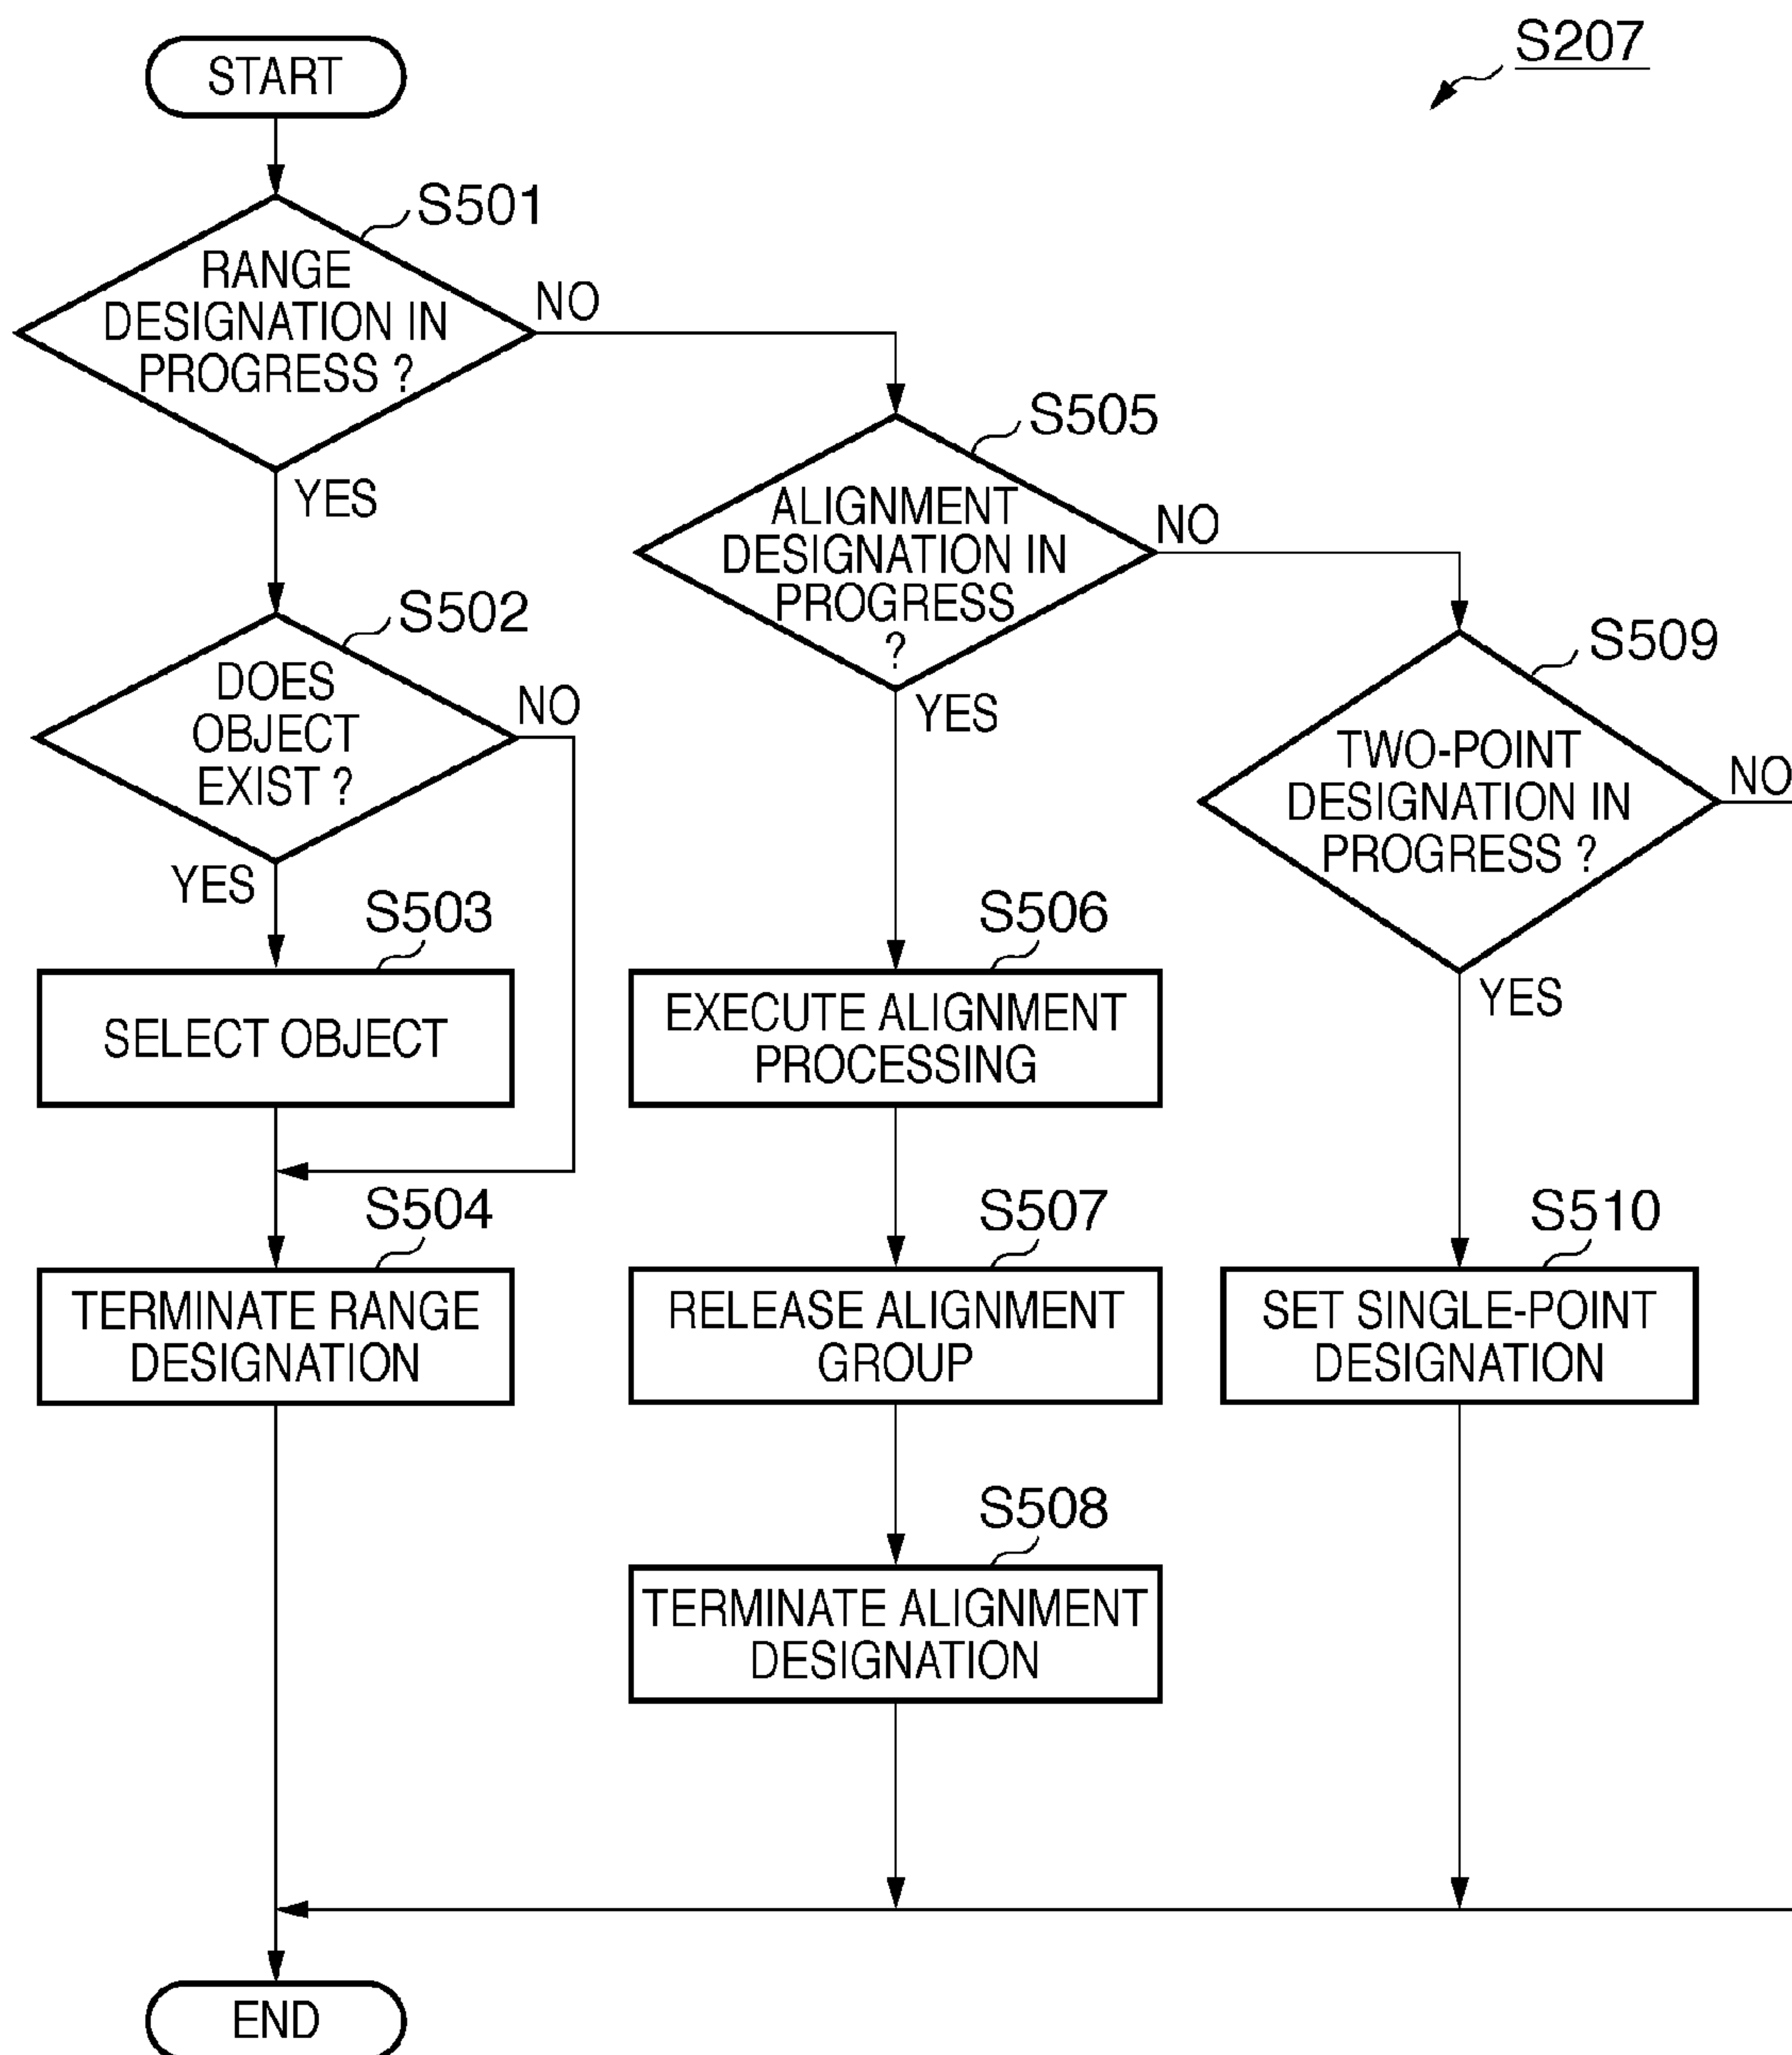 S207
START
S501
RANGE
DESIGNATION IN
PROGRESS ?
NO
YES
S502
DOES
OBJECT
EXIST ?
NO
YES
S503
SELECT OBJECT
S504
TERMINATE RANGE
DESIGNATION
S505
ALIGNMENT
DESIGNATION IN
PROGRESS
?
NO
YES
S506
EXECUTE ALIGNMENT
PROCESSING
S507
RELEASE ALIGNMENT
GROUP
S508
TERMINATE ALIGNMENT
DESIGNATION
S509
TWO-POINT
DESIGNATION IN
PROGRESS ?
NO
YES
S510
SET SINGLE-POINT
DESIGNATION
END